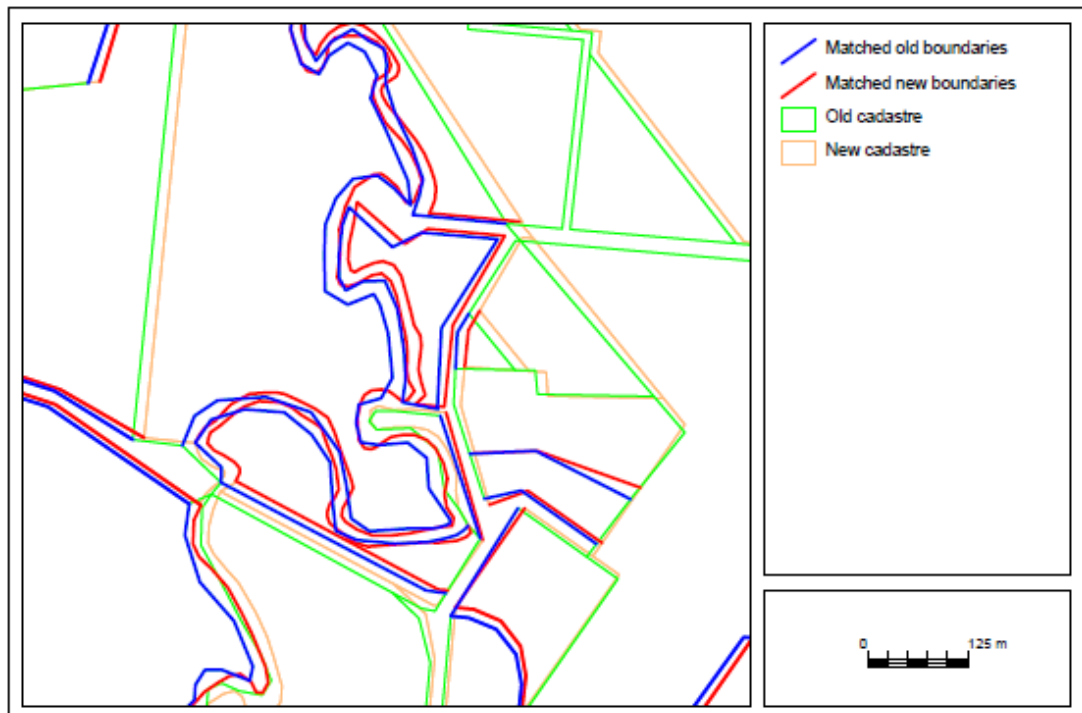 Matched old boundaries
Matched new boundaries
Old cadastre
New cadastre
0 125 m